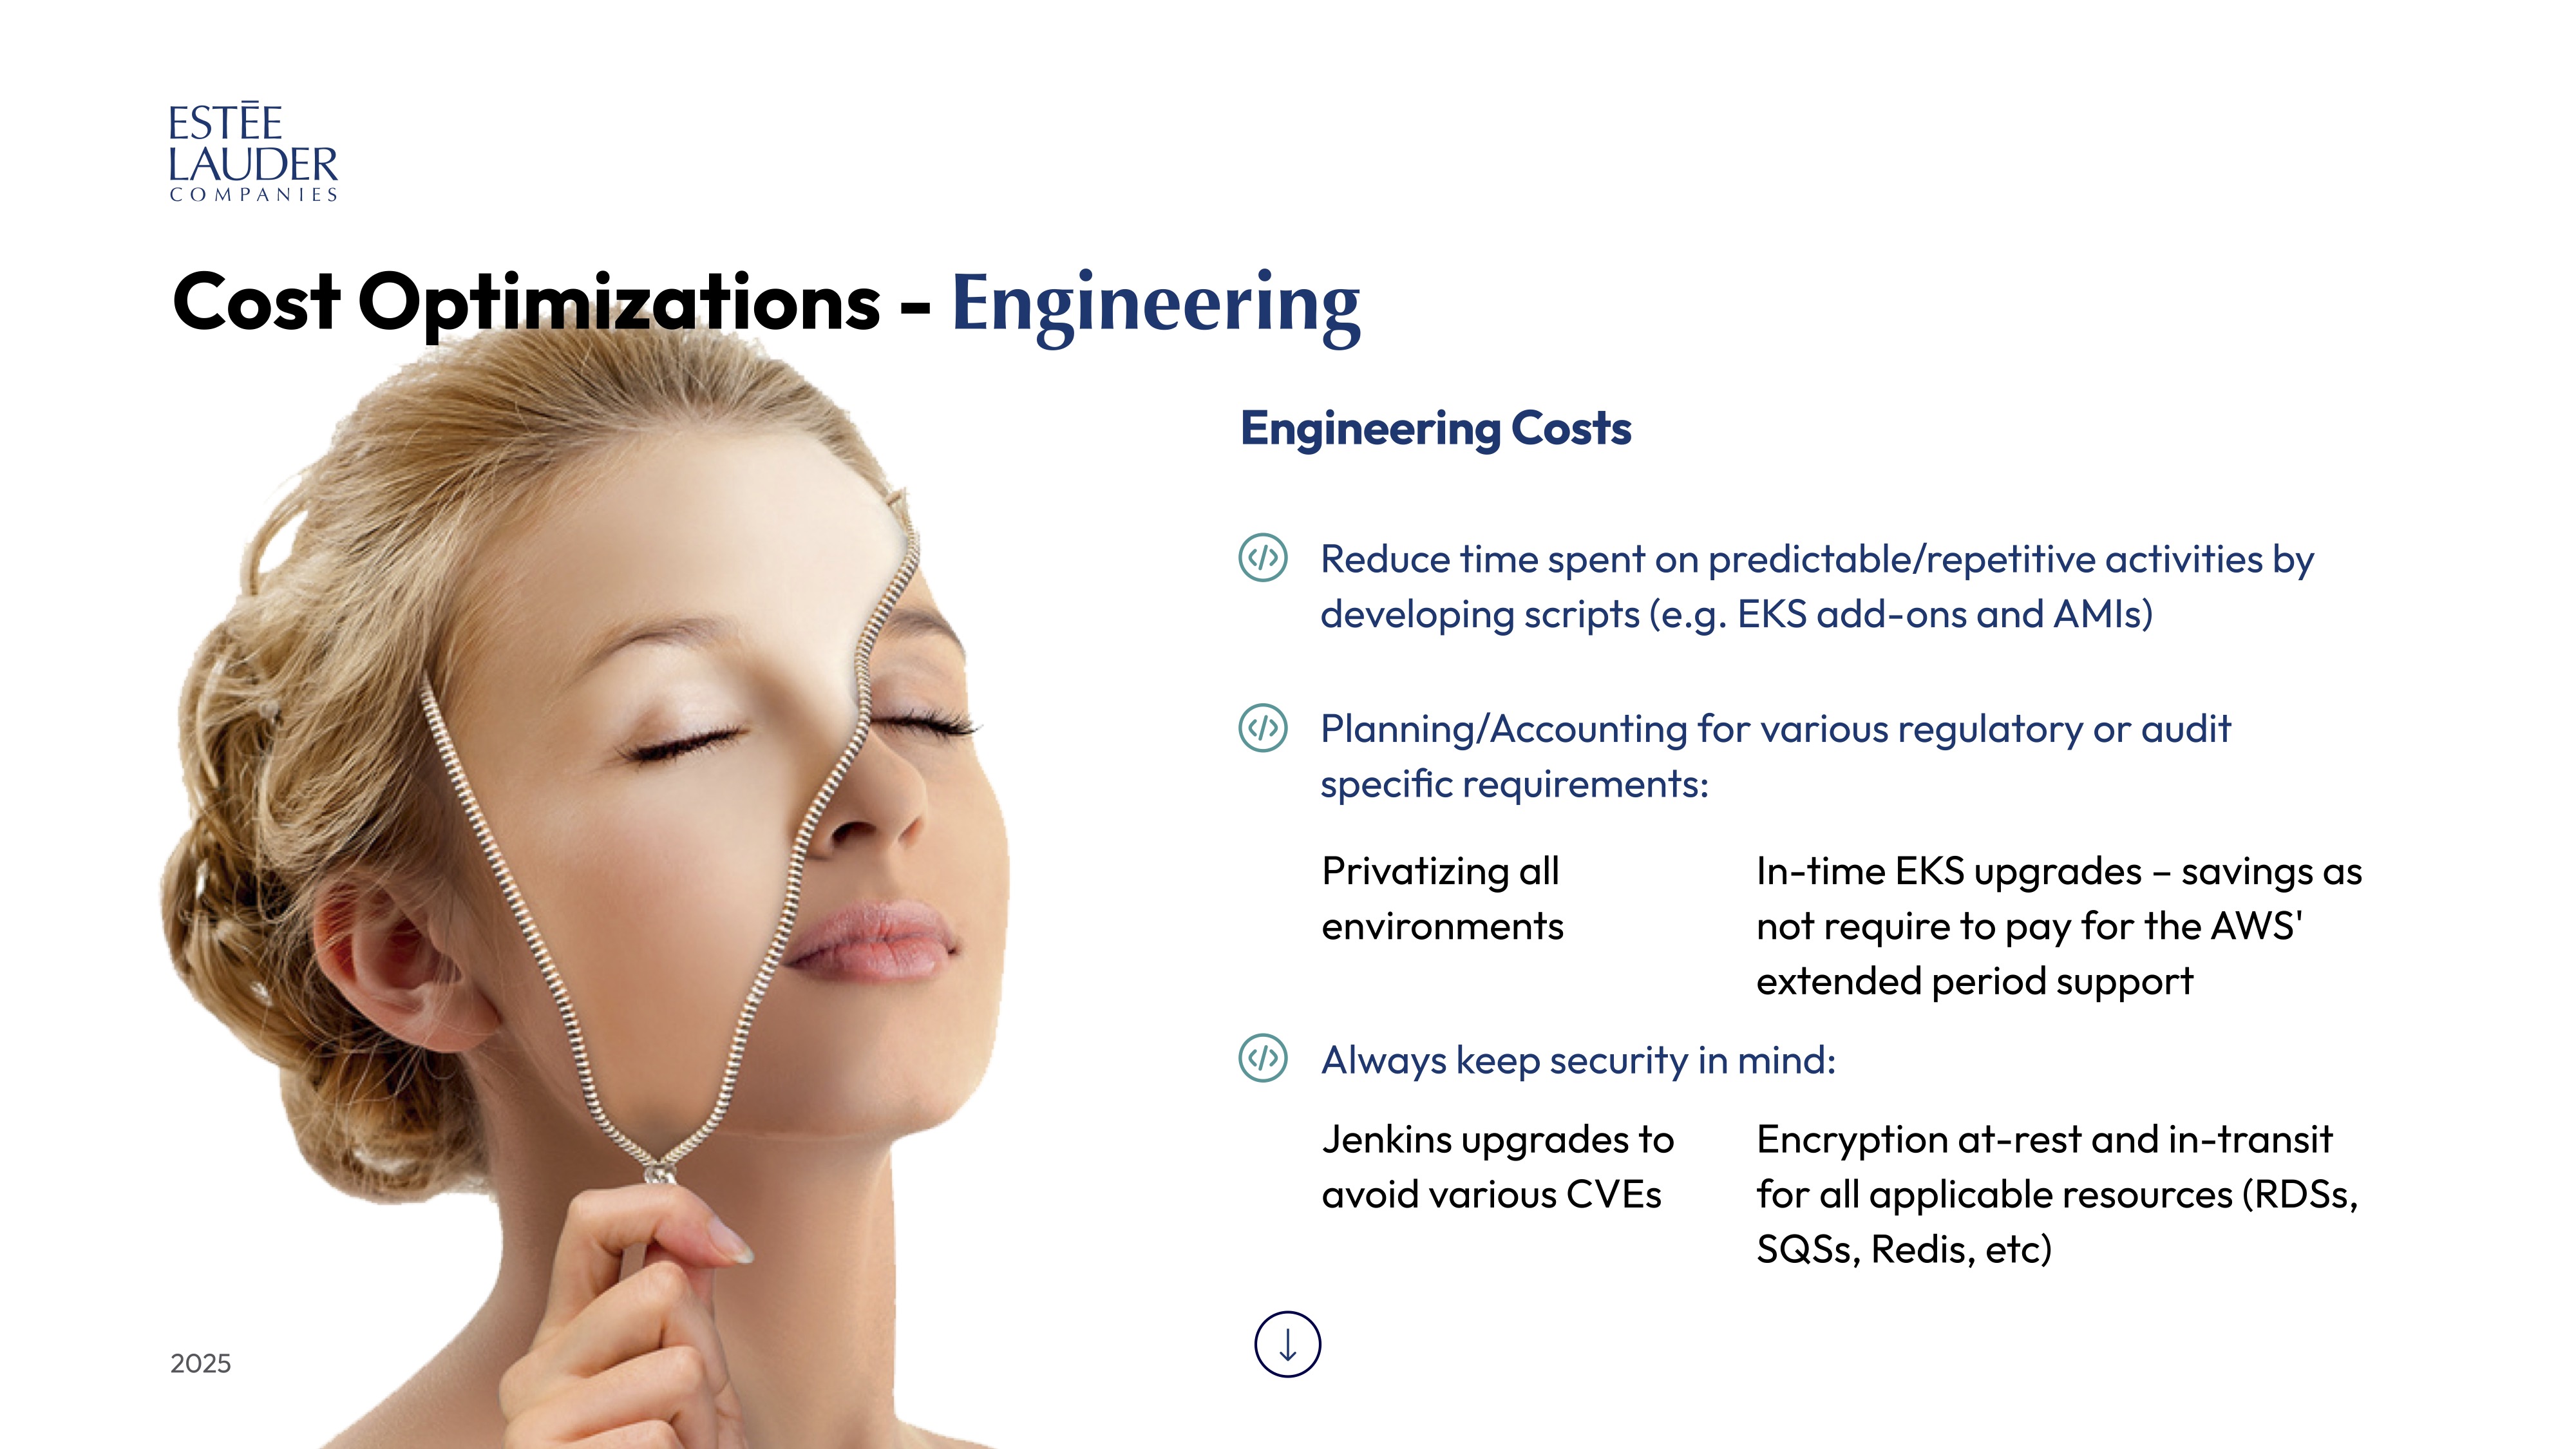 ESTĒE
LAUDER
COMPANIES
Cost Optimizations - Engineering
Engineering Costs
Reduce time spent on predictable/repetitive activities by
developing scripts (e.g. EKS add-ons and AMIs)
Planning/Accounting for various regulatory or audit
specific requirements:
Privatizing all
environments
In-time EKS upgrades – savings as
not require to pay for the AWS'
extended period support
Always keep security in mind:
Jenkins upgrades to
avoid various CVEs
Encryption at-rest and in-transit
for all applicable resources (RDSs,
SQSs, Redis, etc)
2025